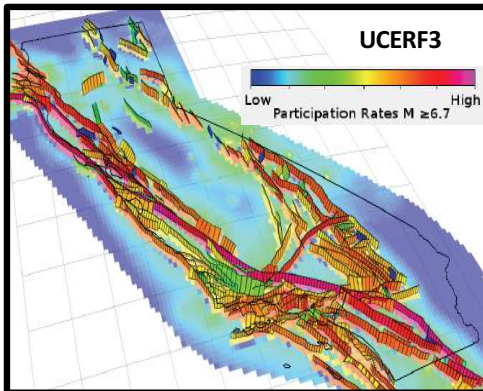 UCERF3
Low High
Participation Rates M ≥6.7